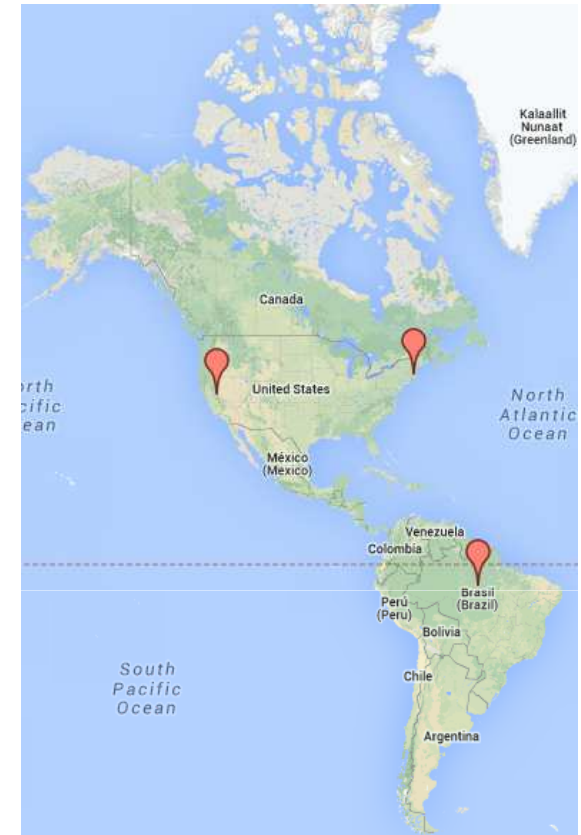 Kalaallit
Nunaat
(Greenland)
Canada
orth
cific
ean
United States
North
Atlantic
Ocean
México
(Mexico)
Venezuela
Colombia
Brasil
(Brazil)
Perú
(Peru)
Bolivia
South
Pacific
Ocean
Chile
Argentina